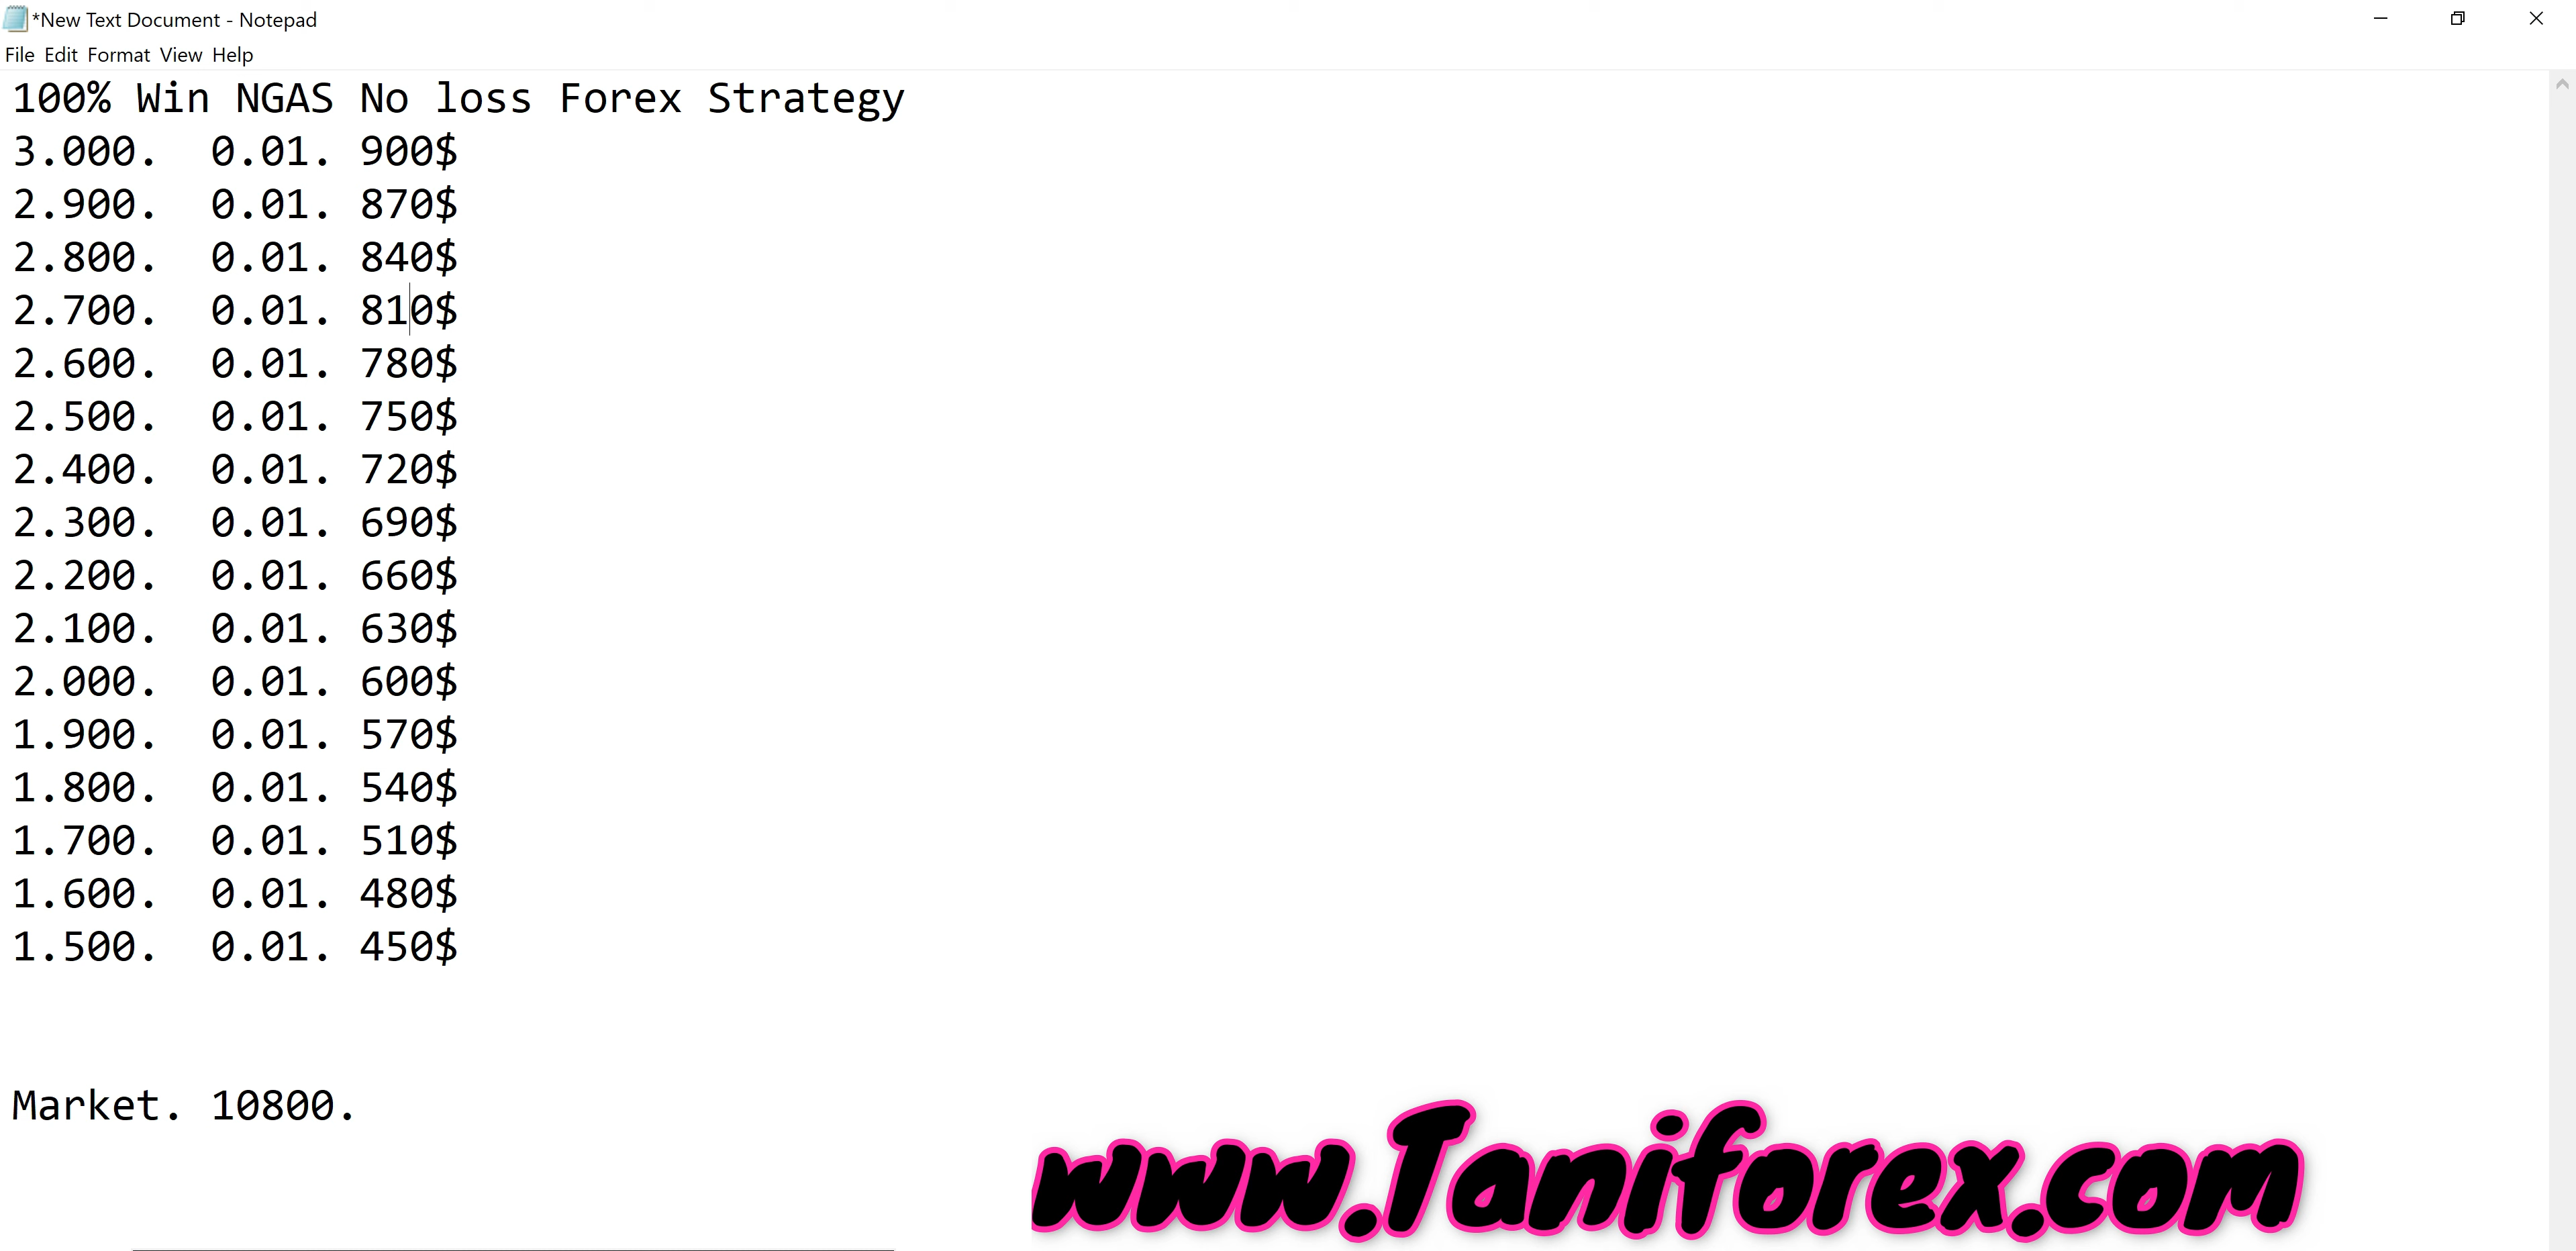 *New Text Document - Notepad
File Edit Format View Help
100% Win NGAS No loss Forex Strategy
3.000.  0.01. 900$
2.900.  0.01. 870$
2.800.  0.01. 840$
2.700.  0.01. 810$
2.600.  0.01. 780$
2.500.  0.01. 750$
2.400.  0.01. 720$
2.300.  0.01. 690$
2.200.  0.01. 660$
2.100.  0.01. 630$
2.000.  0.01. 600$
1.900.  0.01. 570$
1.800.  0.01. 540$
1.700.  0.01. 510$
1.600.  0.01. 480$
1.500.  0.01. 450$
Market. 10800.
www.Taniforex.com